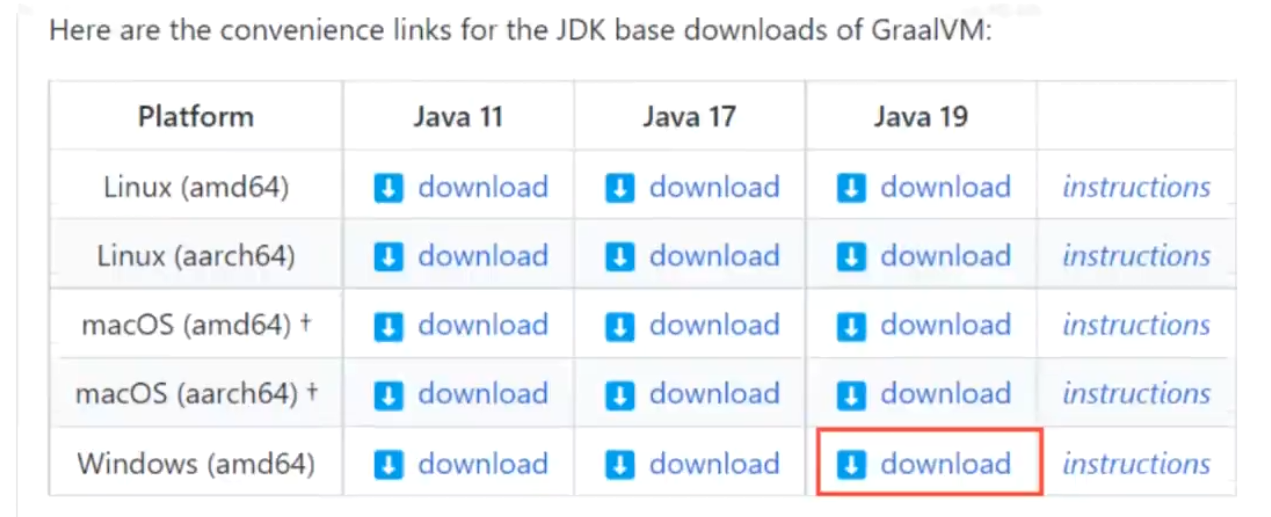 Here are the convenience links for the JDK base downloads of GraalVM:
Platform Java 11 Java 17 Java 19
Linux (amd64) download download download instructions
Linux (aarch64) download download download instructions
macOS (amd64) † download download download instructions
macOS (aarch64) † download download download instructions
Windows (amd64) download download download instructions